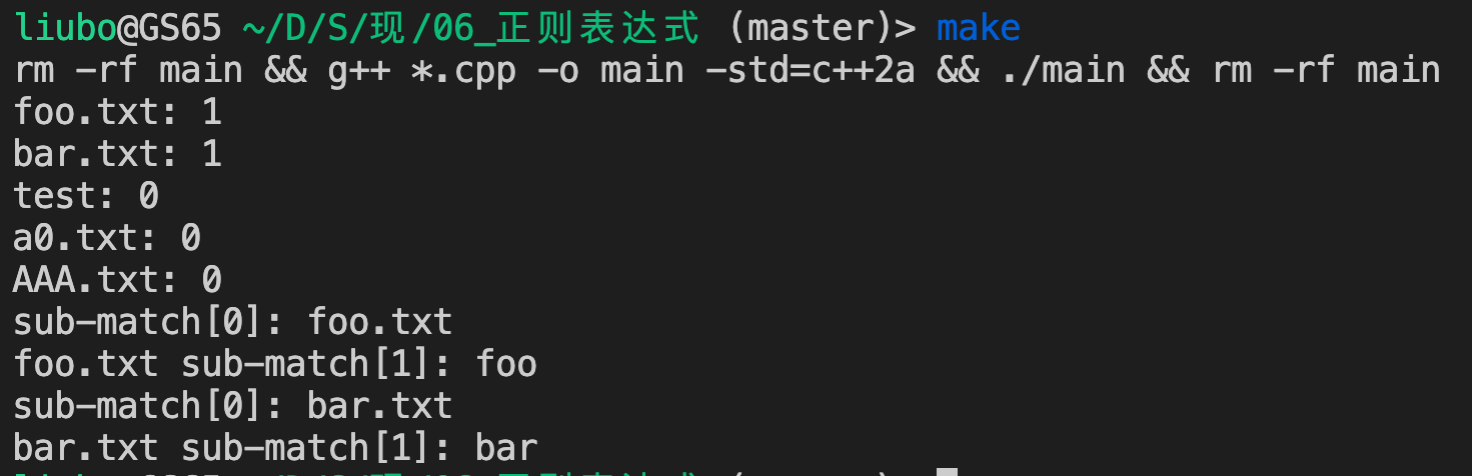 liubo@GS65 ~/D/S/现/06_正则表达式 (master)> make
rm -rf main && g++ *.cpp -o main -std=c++2a && ./main && rm -rf main
foo.txt: 1
bar.txt: 1
test: 0
a0.txt: 0
AAA.txt: 0
sub-match[0]: foo.txt
foo.txt sub-match[1]: foo
sub-match[0]: bar.txt
bar.txt sub-match[1]: bar